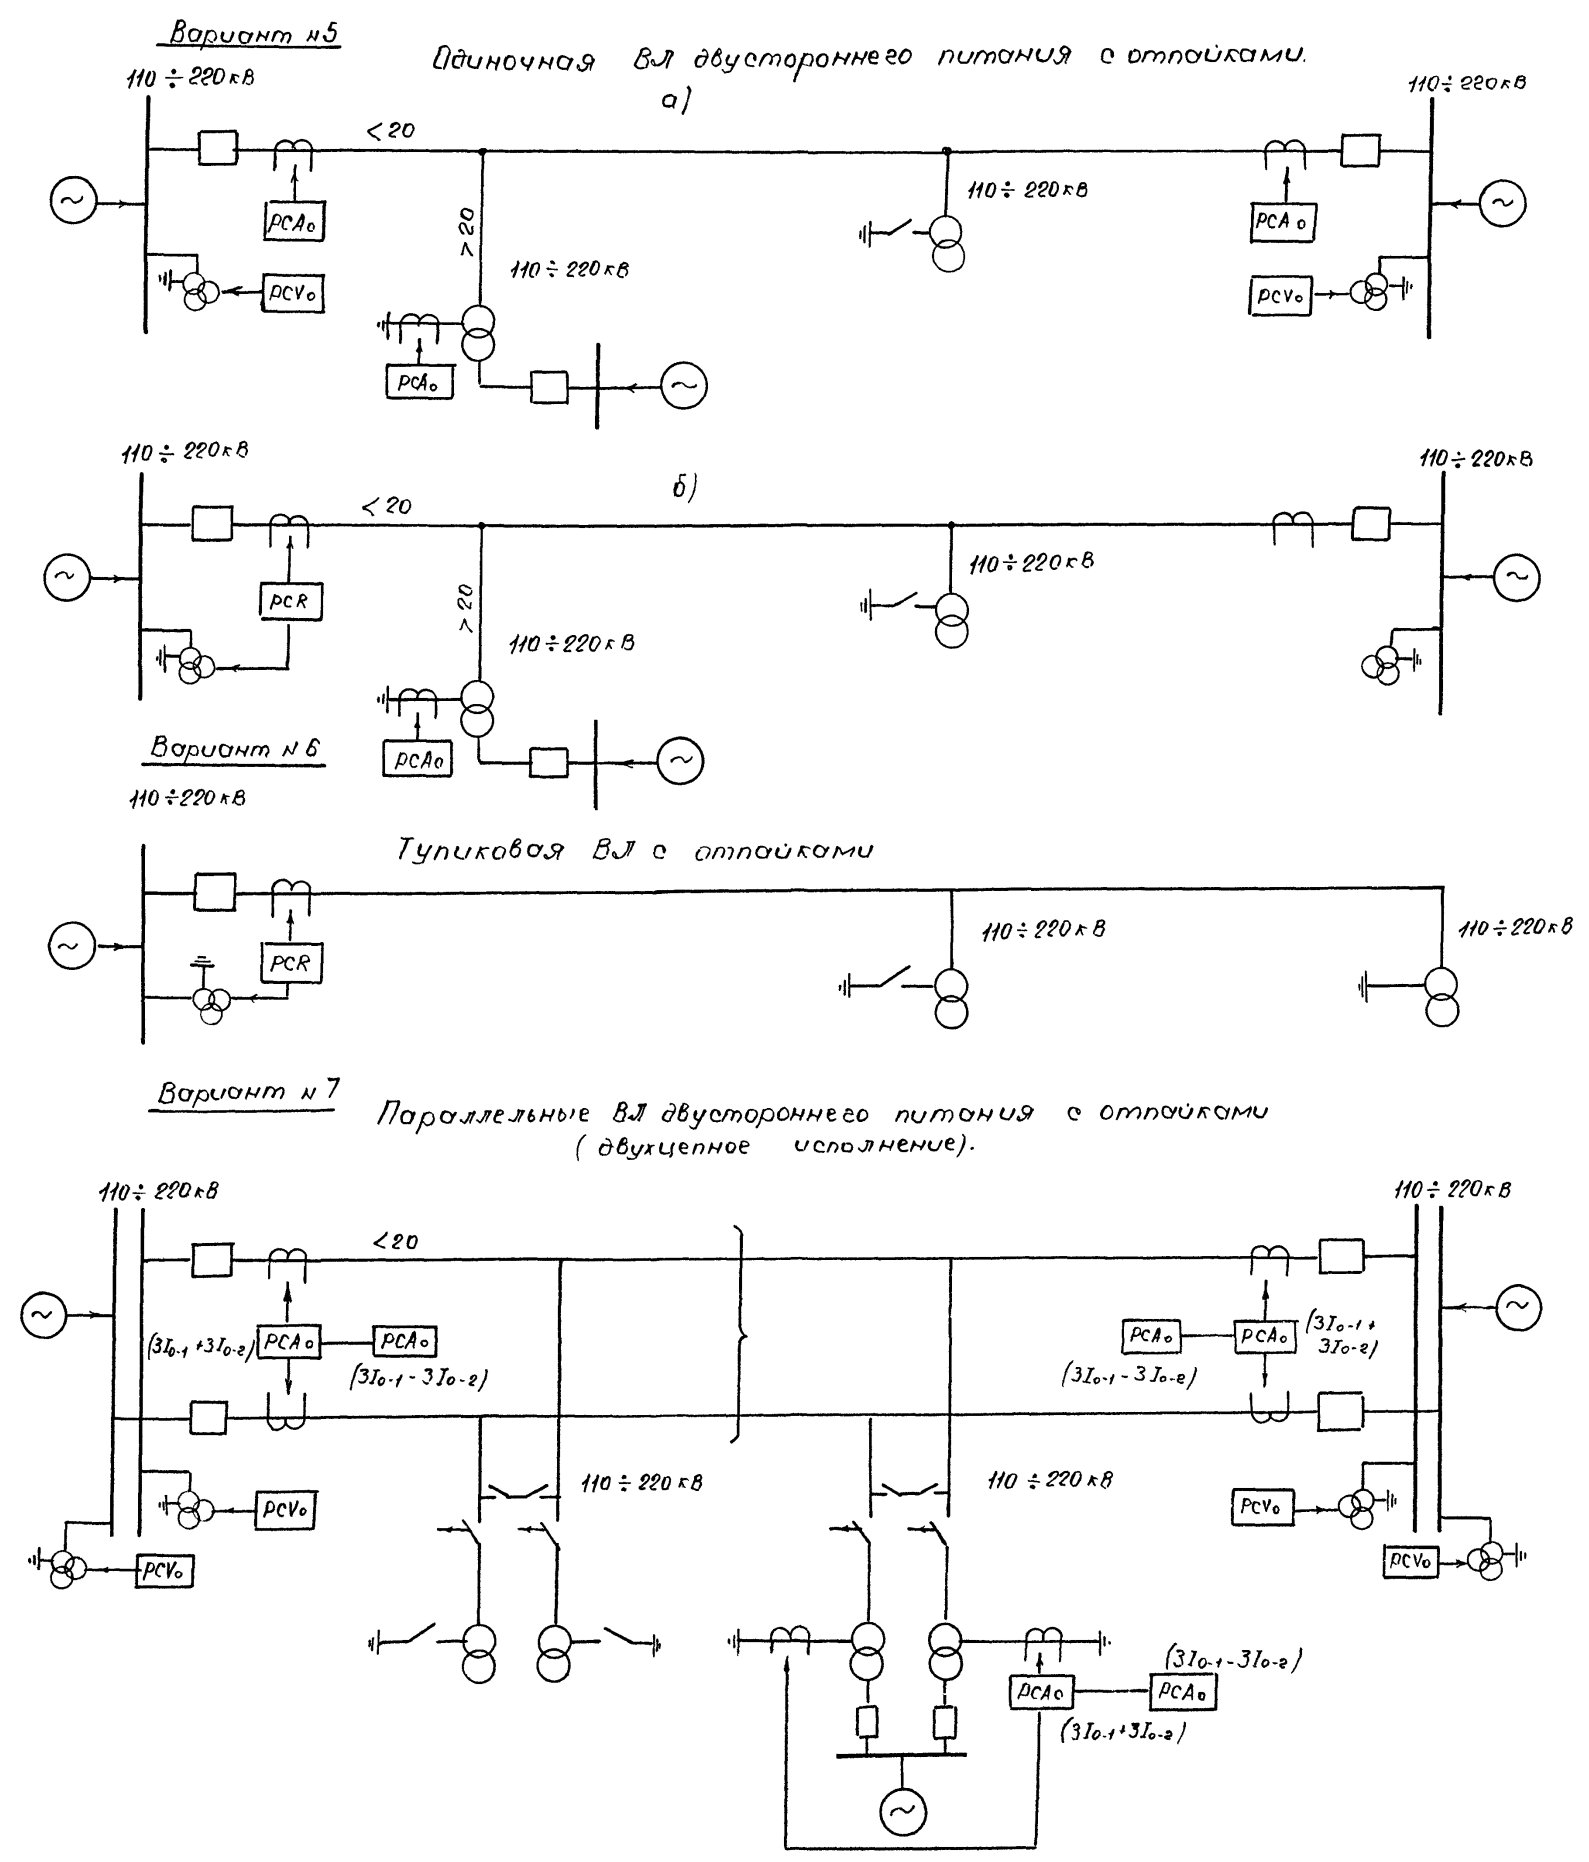 Вариант №5
Одиночная ВЛ двустороннего питания с отпайками.
а)
110÷220кВ
110÷220кВ
<20
PCA₀
PCV₀
>20
110÷220кВ
PCA₀
110÷220кВ
PCA₀
PCV₀
б)
110÷220кВ
110÷220кВ
<20
PCR
>20
110÷220кВ
PCA₀
110÷220кВ
Вариант №6
110÷220кВ
Тупиковая ВЛ с отпайками
PCR
110÷220кВ
110÷220кВ
Вариант №7
Параллельные ВЛ двустороннего питания с отпайками
(двухцепное исполнение).
110÷220кВ
110÷220кВ
<20
(3I₀₋₁+3I₀₋₂)
PCA₀
PCA₀
(3I₀₋₁-3I₀₋₂)
PCA₀
PCA₀
(3I₀₋₁+
3I₀₋₂)
(3I₀₋₁-3I₀₋₂)
110÷220кВ
110÷220кВ
PCV₀
PCV₀
PCV₀
PCV₀
(3I₀₋₁-3I₀₋₂)
PCA₀
PCA₀
(3I₀₋₁+3I₀₋₂)